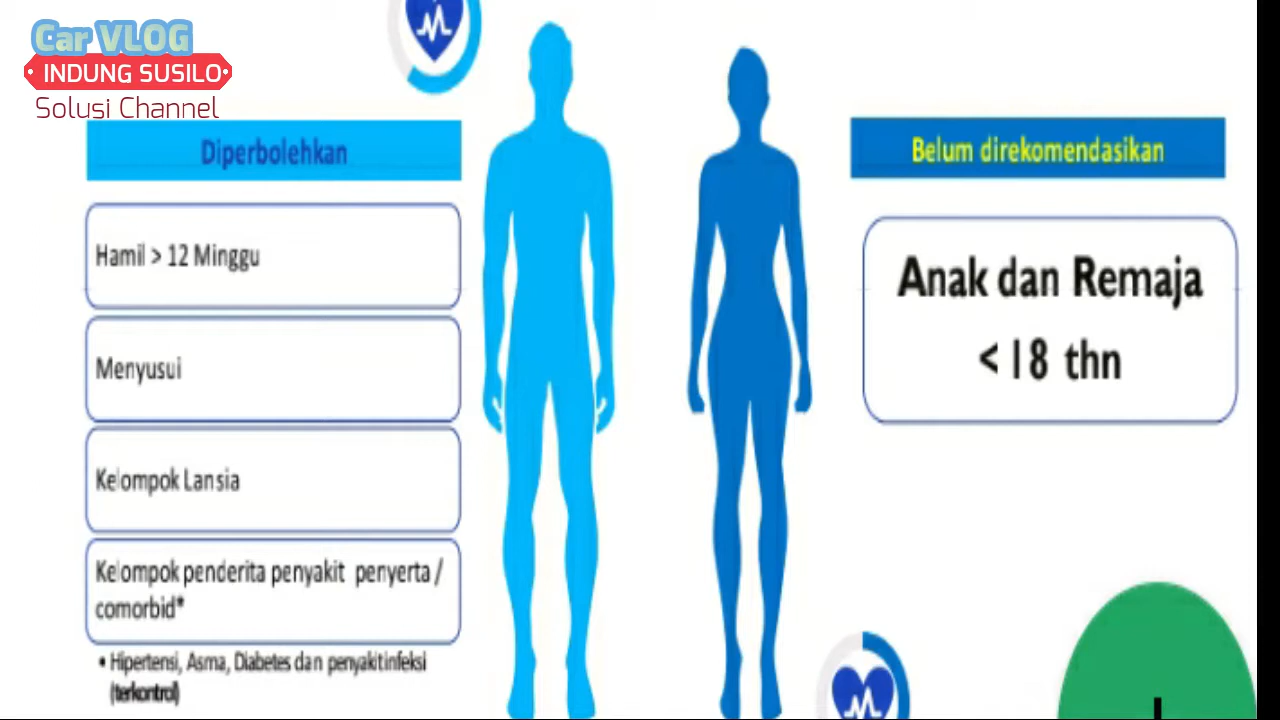 Car VLOG
INDUNG SUSILO
Solusi Channel
Diperbolehkan
Hamil > 12 Minggu
Menyusui
Kelompok Lansia
Kelompok penderita penyakit penyerta /
comorbid*
• Hipertensi, Asma, Diabetes dan penyakit infeksi
(terkontrol)
Belum direkomendasikan
Anak dan Remaja
< 18 thn